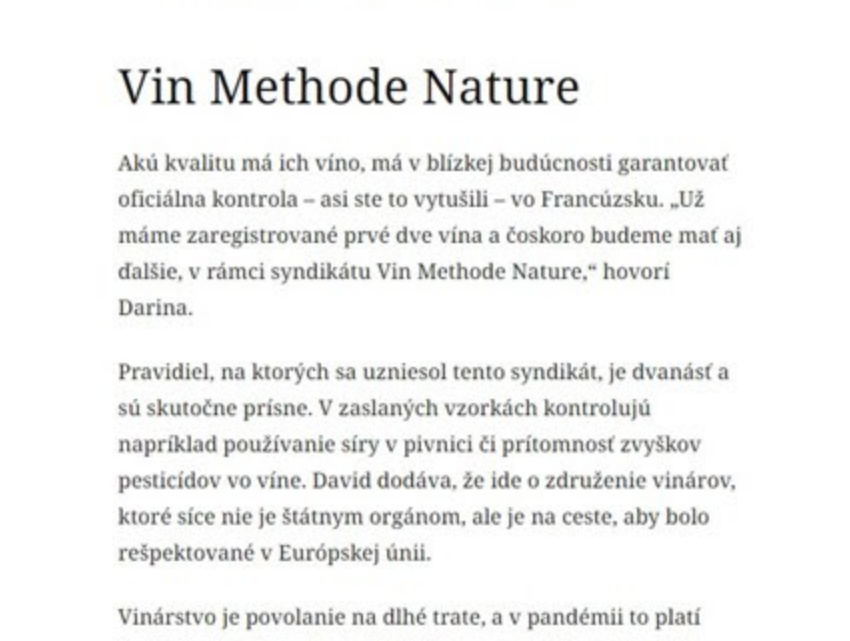 Vin Methode Nature
Akú kvalitu má ich víno, má v blízkej budúcnosti garantovať
oficiálna kontrola – asi ste to vytušili – vo Francúzsku. „Už
máme zaregistrované prvé dve vína a čoskoro budeme mať aj
ďalšie, v rámci syndikátu Vin Methode Nature,“ hovorí
Darina.
Pravidiel, na ktorých sa uzniesol tento syndikát, je dvanásť a
sú skutočne prísne. V zaslaných vzorkách kontrolujú
napríklad používanie síry v pivnici či prítomnosť zvyškov
pesticídov vo víne. David dodáva, že ide o združenie vinárov,
ktoré síce nie je štátnym orgánom, ale je na ceste, aby bolo
rešpektované v Európskej únii.
Vinárstvo je povolanie na dlhé trate, a v pandémii to platí